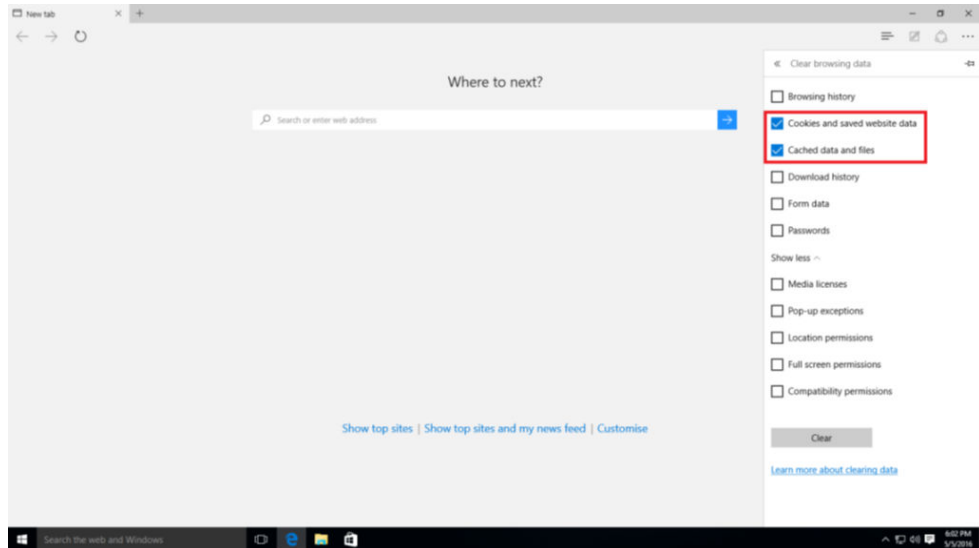 New tab
Clear browsing data
Where to next?
Search or enter web address
Browsing history
Cookies and saved website data
Cached data and files
Download history
Form data
Passwords
Show less
Media licenses
Pop-up exceptions
Location permissions
Full screen permissions
Compatibility permissions
Show top sites | Show top sites and my news feed | Customise
Clear
Learn more about clearing data
Search the web and Windows
6:02 PM
5/5/2016